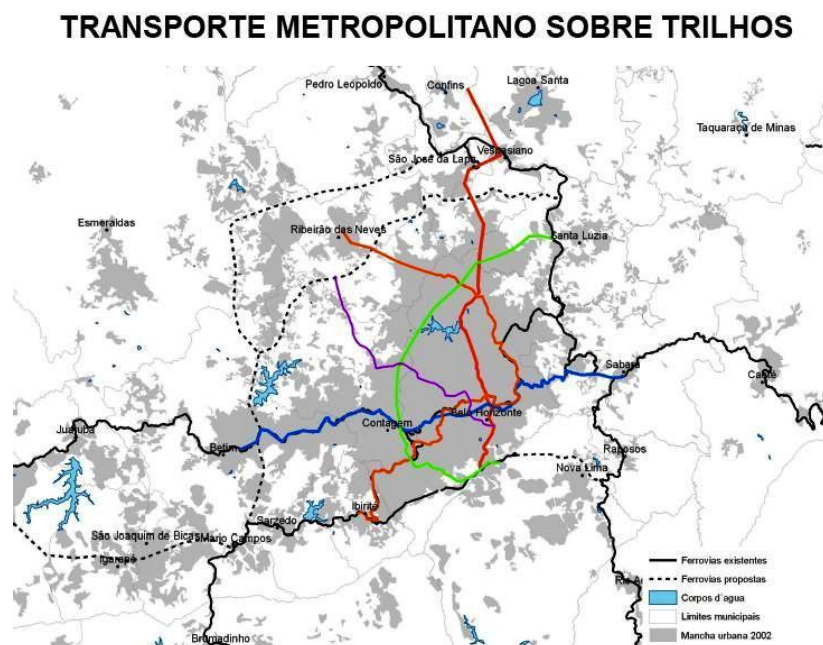 TRANSPORTE METROPOLITANO SOBRE TRILHOS
Pedro Leopoldo
Confins
Lagoa Santa
Taquaraçu de Minas
Vespasiano
São José da Lapa
Esmeraldas
Ribeirão das Neves
Santa Luzia
Sabará
Caeté
Belo Horizonte
Contagem
Juatuba
Betim
Raposos
Nova Lima
Ibirité
Sarzedo
São Joaquim de Bicas
Mario Campos
Igarapé
Brumadinho
Ferrovias existentes
Ferrovias propostas
Corpos d´agua
Limites municipais
Mancha urbana 2002